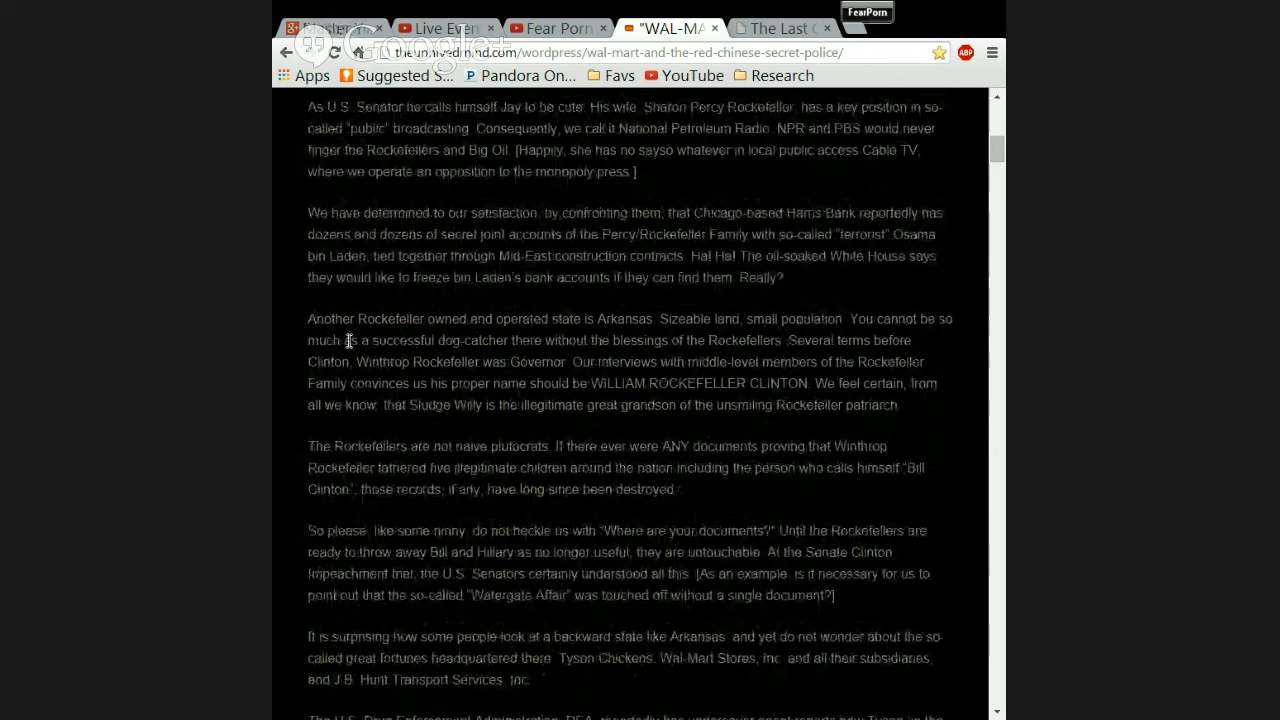 FearPorn
Live Even
Fear Porn
"WAL-MA
The Last
Google+
theunhivedmind.com/wordpress/wal-mart-and-the-red-chinese-secret-police/
ABP
Apps Suggested S... Pandora On... Favs YouTube Research
As U.S. Senator he calls himself Jay to be cute. His wife, Sharon Percy Rockefeller, has a key position in so-
called "public" broadcasting. Consequently, we call it National Petroleum Radio. NPR and PBS would never
finger the Rockefellers and Big Oil. [Happily, she has no sayso whatever in local public access Cable TV,
where we operate an opposition to the monopoly press.]
We have determined to our satisfaction, by confronting them, that Chicago-based Harris Bank reportedly has
dozens and dozens of secret joint accounts of the Percy/Rockefeller Family with so-called "terrorist" Osama
bin Laden, tied together through Mid-East construction contracts. Ha! Ha! The oil-soaked White House says
they would like to freeze bin Laden's bank accounts if they can find them. Really?
Another Rockefeller owned and operated state is Arkansas. Sizeable land, small population. You cannot be so
much as a successful dog-catcher there without the blessings of the Rockefellers. Several terms before
Clinton, Winthrop Rockefeller was Governor. Our interviews with middle-level members of the Rockefeller
Family convinces us his proper name should be WILLIAM ROCKEFELLER CLINTON. We feel certain, from
all we know, that Sludge Willy is the illegitimate great grandson of the unsmiling Rockefeller patriarch.
The Rockefellers are not naive plutocrats. If there ever were ANY documents proving that Winthrop
Rockefeller fathered five illegitimate children around the nation including the person who calls himself "Bill
Clinton", those records, if any, have long since been destroyed.
So please, like some ninny, do not heckle us with "Where are your documents?" Until the Rockefellers are
ready to throw away Bill and Hillary as no longer useful, they are untouchable. At the Senate Clinton
Impeachment trial, the U.S. Senators certainly understood all this. [As an example, is it necessary for us to
point out that the so-called "Watergate Affair" was touched off without a single document?]
It is surprising how some people look at a backward state like Arkansas, and yet do not wonder about the so-
called great fortunes headquartered there: Tyson Chickens, Wal-Mart Stores, Inc. and all their subsidiaries,
and J.B. Hunt Transport Services, Inc.